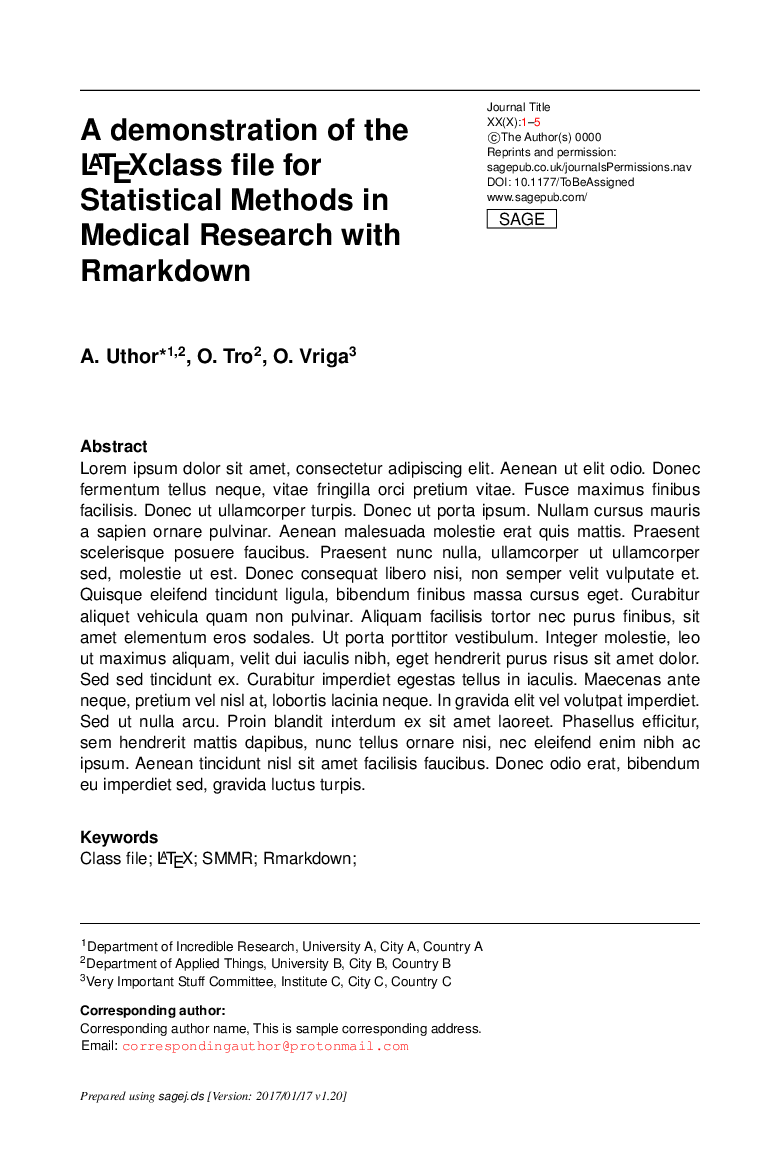 A demonstration of the
LATEXclass file for
Statistical Methods in
Medical Research with
Rmarkdown
Journal Title
XX(X):1–5
©The Author(s) 0000
Reprints and permission:
sagepub.co.uk/journalsPermissions.nav
DOI: 10.1177/ToBeAssigned
www.sagepub.com/
SAGE
A. Uthor*1,2, O. Tro2, O. Vriga3
Abstract
Lorem ipsum dolor sit amet, consectetur adipiscing elit. Aenean ut elit odio. Donec
fermentum tellus neque, vitae fringilla orci pretium vitae. Fusce maximus finibus
facilisis. Donec ut ullamcorper turpis. Donec ut porta ipsum. Nullam cursus mauris
a sapien ornare pulvinar. Aenean malesuada molestie erat quis mattis. Praesent
scelerisque posuere faucibus. Praesent nunc nulla, ullamcorper ut ullamcorper
sed, molestie ut est. Donec consequat libero nisi, non semper velit vulputate et.
Quisque eleifend tincidunt ligula, bibendum finibus massa cursus eget. Curabitur
aliquet vehicula quam non pulvinar. Aliquam facilisis tortor nec purus finibus, sit
amet elementum eros sodales. Ut porta porttitor vestibulum. Integer molestie, leo
ut maximus aliquam, velit dui iaculis nibh, eget hendrerit purus risus sit amet dolor.
Sed sed tincidunt ex. Curabitur imperdiet egestas tellus in iaculis. Maecenas ante
neque, pretium vel nisl at, lobortis lacinia neque. In gravida elit vel volutpat imperdiet.
Sed ut nulla arcu. Proin blandit interdum ex sit amet laoreet. Phasellus efficitur,
sem hendrerit mattis dapibus, nunc tellus ornare nisi, nec eleifend enim nibh ac
ipsum. Aenean tincidunt nisl sit amet facilisis faucibus. Donec odio erat, bibendum
eu imperdiet sed, gravida luctus turpis.
Keywords
Class file; LATEX; SMMR; Rmarkdown;
1Department of Incredible Research, University A, City A, Country A
2Department of Applied Things, University B, City B, Country B
3Very Important Stuff Committee, Institute C, City C, Country C
Corresponding author:
Corresponding author name, This is sample corresponding address.
Email: correspondingauthor@protonmail.com
Prepared using sagej.cls [Version: 2017/01/17 v1.20]